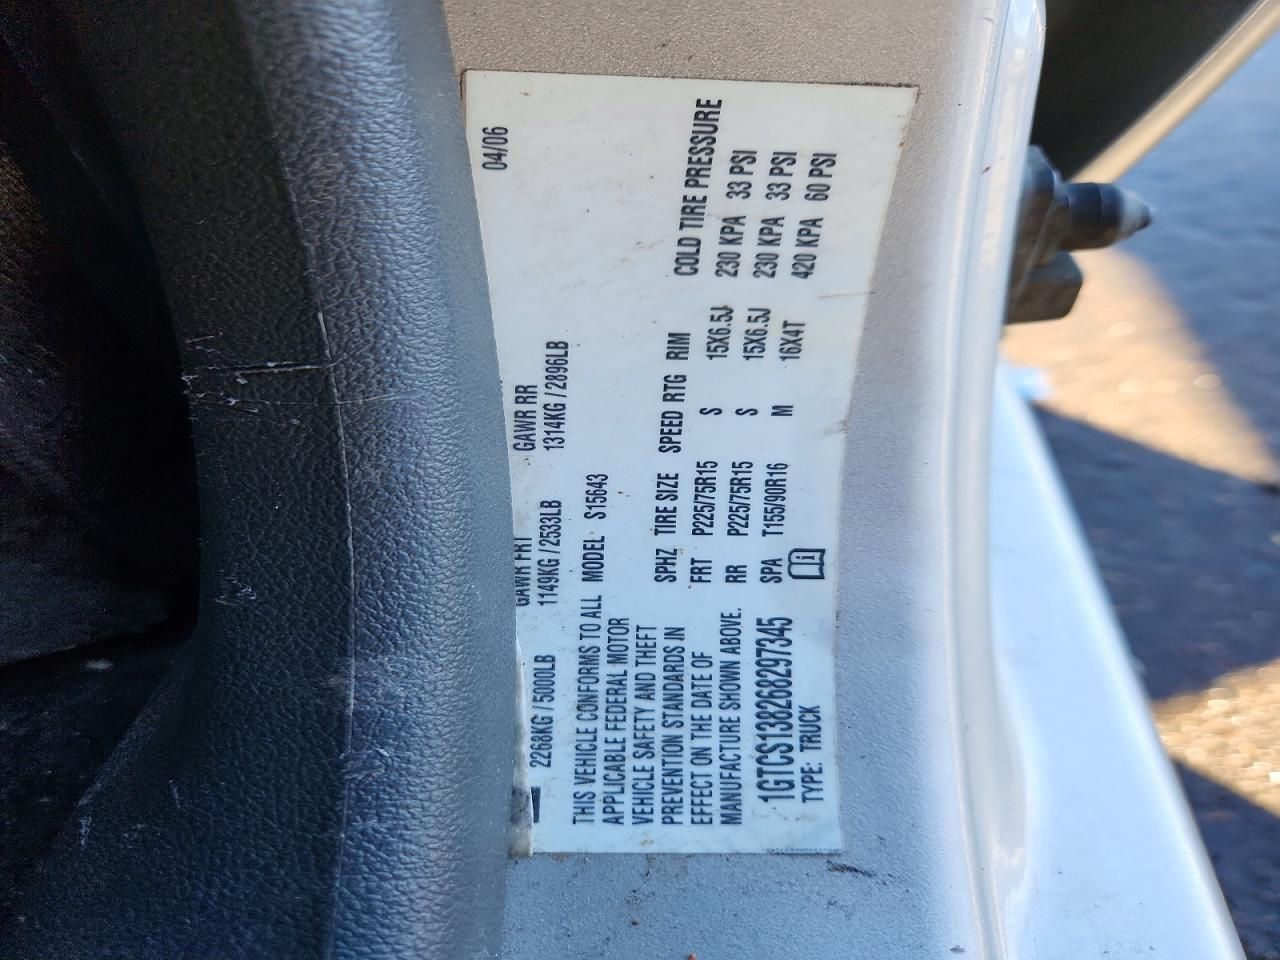 04/06
GAWR FRT GAWR RR
2268KG / 5000LB 1149KG / 2533LB 1314KG / 2896LB
THIS VEHICLE CONFORMS TO ALL
APPLICABLE FEDERAL MOTOR
VEHICLE SAFETY AND THEFT
PREVENTION STANDARDS IN
EFFECT ON THE DATE OF
MANUFACTURE SHOWN ABOVE.
1GTCS138268297345
TYPE: TRUCK
MODEL: S15643
SPHZ TIRE SIZE SPEED RTG RIM COLD TIRE PRESSURE
FRT P225/75R15 S 15X6.5J 230 KPA 33 PSI
RR P225/75R15 S 15X6.5J 230 KPA 33 PSI
SPA T155/90R16 M 16X4T 420 KPA 60 PSI
i